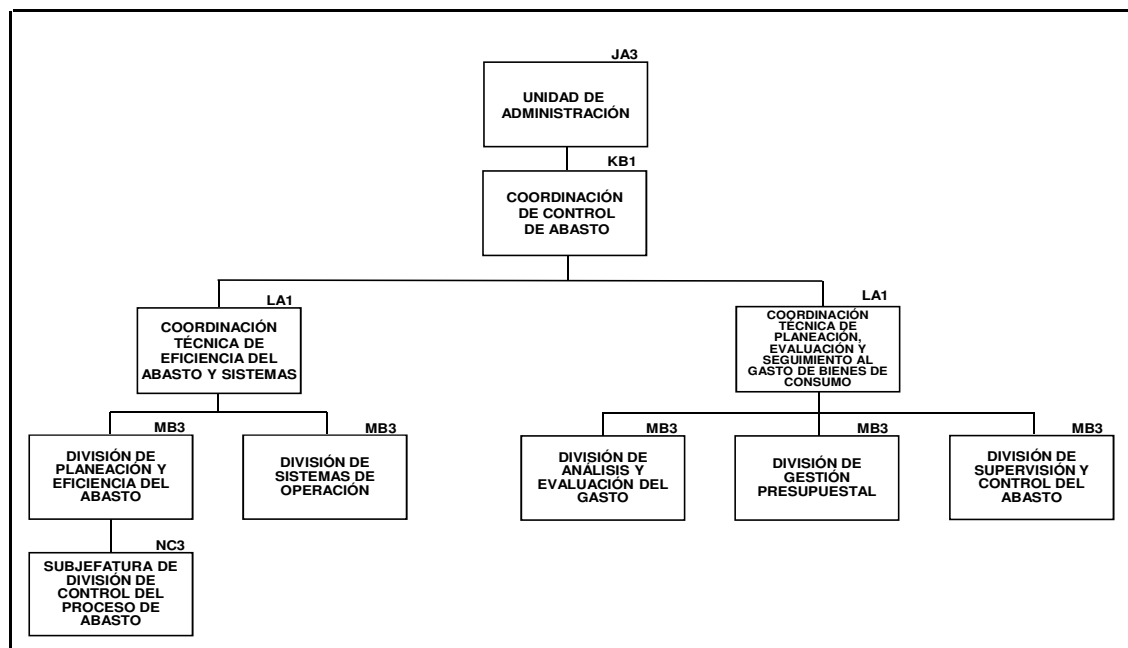 JA3
UNIDAD DE
ADMINISTRACIÓN
KB1
COORDINACIÓN
DE CONTROL
DE ABASTO
LA1
COORDINACIÓN
TÉCNICA DE
EFICIENCIA DEL
ABASTO Y SISTEMAS
LA1
COORDINACIÓN
TÉCNICA DE
PLANEACIÓN,
EVALUACIÓN Y
SEGUIMIENTO AL
GASTO DE BIENES DE
CONSUMO
MB3
DIVISIÓN DE
PLANEACIÓN Y
EFICIENCIA DEL
ABASTO
MB3
DIVISIÓN DE
SISTEMAS DE
OPERACIÓN
MB3
DIVISIÓN DE
ANÁLISIS Y
EVALUACIÓN DEL
GASTO
MB3
DIVISIÓN DE
GESTIÓN
PRESUPUESTAL
MB3
DIVISIÓN DE
SUPERVISIÓN Y
CONTROL DEL
ABASTO
NC3
SUBJEFATURA DE
DIVISIÓN DE
CONTROL DEL
PROCESO DE
ABASTO